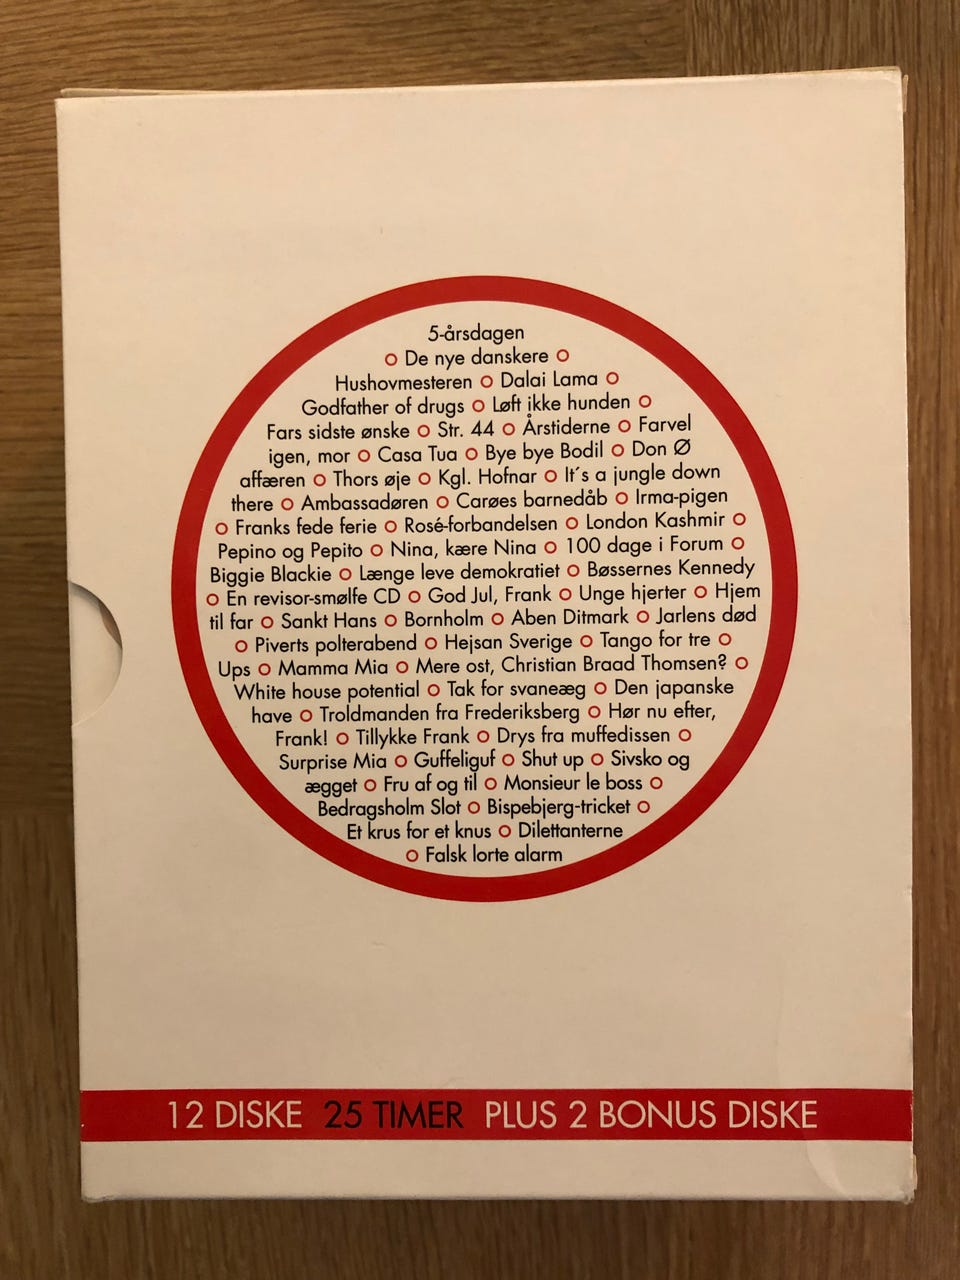 5-årsdagen
o De nye danskere o
Hushovmesteren o Dalai Lama o
Godfather of drugs o Løft ikke hunden o
Fars sidste ønske o Str. 44 o Årstiderne o Farvel
igen, mor o Casa Tua o Bye bye Bodil o Don Ø
affæren o Thors øje o Kgl. Hofnar o It´s a jungle down
there o Ambassadøren o Carøes barnedåb o Irma-pigen
o Franks fede ferie o Rosé-forbandelsen o London Kashmir o
Pepino og Pepito o Nina, kære Nina o 100 dage i Forum o
Biggie Blackie o Længe leve demokratiet o Bøssernes Kennedy
o En revisor-smølfe CD o God Jul, Frank o Unge hjerter o Hjem
til far o Sankt Hans o Bornholm o Aben Ditmark o Jarlens død
o Piverts polterabend o Hejsan Sverige o Tango for tre o
Ups o Mamma Mia o Mere ost, Christian Braad Thomsen? o
White house potential o Tak for svaneæg o Den japanske
have o Troldmanden fra Frederiksberg o Hør nu efter,
Frank! o Tillykke Frank o Drys fra muffedissen o
Surprise Mia o Guffeliguf o Shut up o Sivsko og
ægget o Fru af og til o Monsieur le boss o
Bedragsholm Slot o Bispebjerg-tricket o
Et krus for et knus o Dilettanterne
o Falsk lorte alarm
12 DISKE 25 TIMER PLUS 2 BONUS DISKE